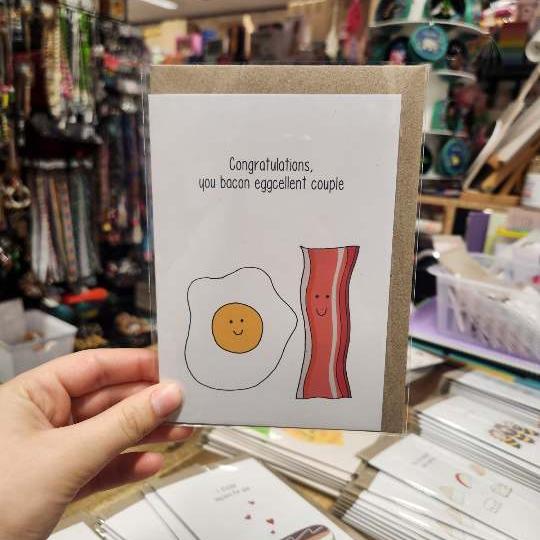 Congratulations,
you bacon eggcellent couple